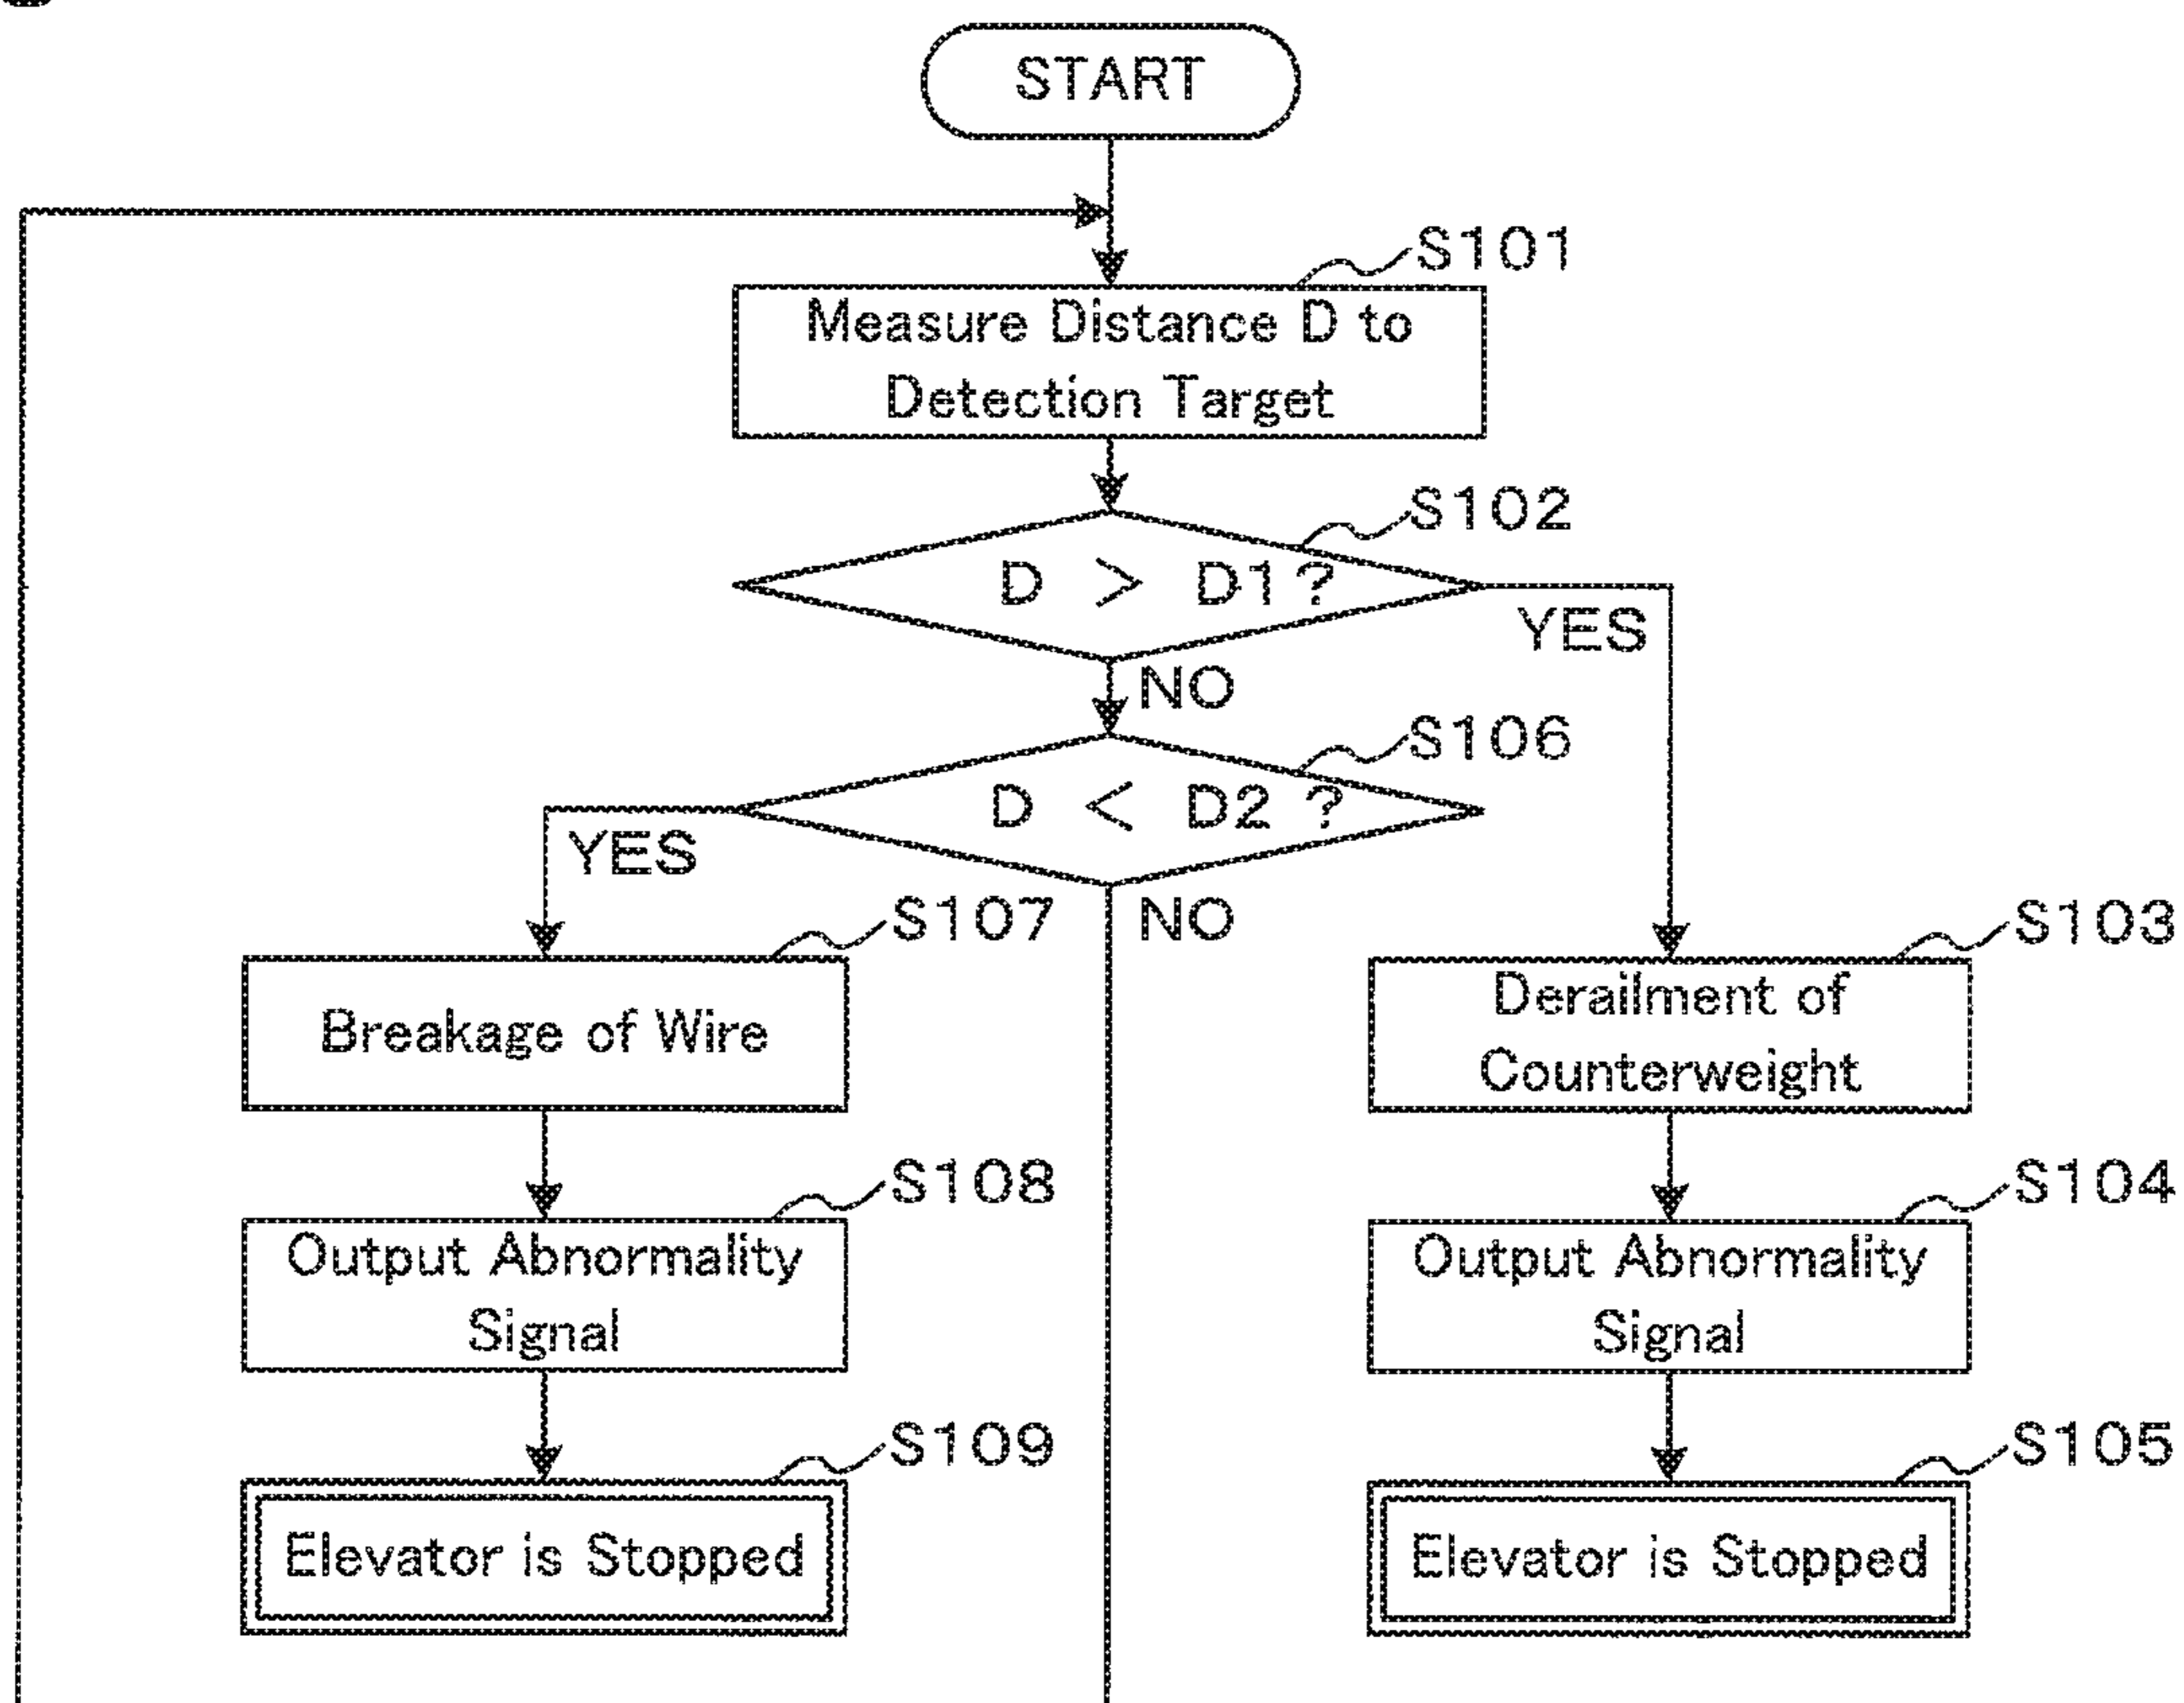 START
S101
Measure Distance D to
Detection Target
S102
D > D1?
YES
NO
S106
D < D2 ?
YES
NO
S107
Breakage of Wire
S103
Derailment of
Counterweight
S108
Output Abnormality
Signal
S104
Output Abnormality
Signal
S109
Elevator is Stopped
S105
Elevator is Stopped